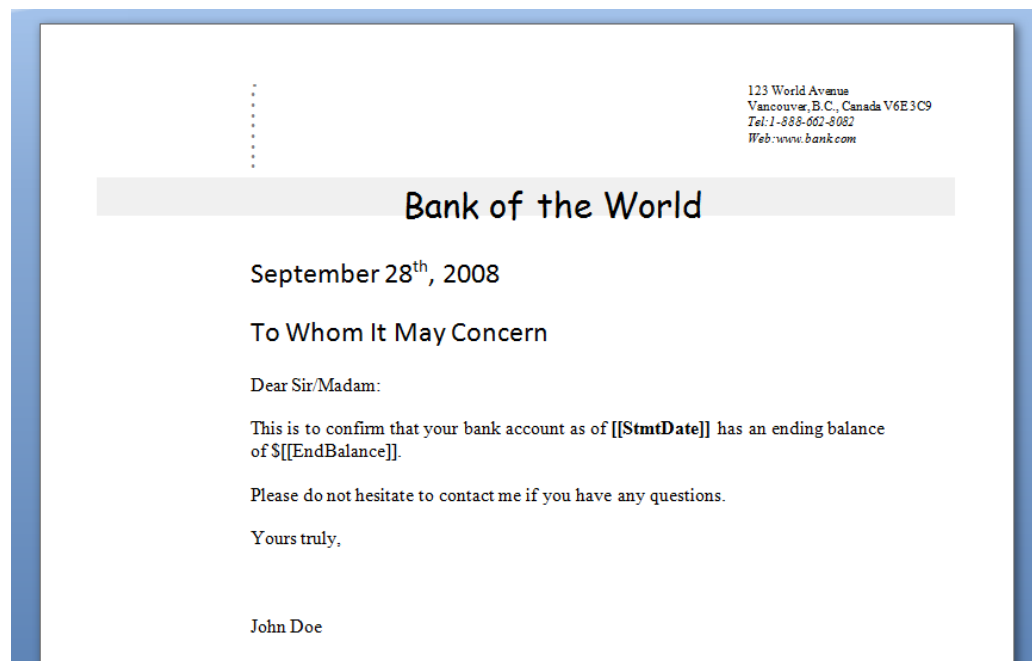 123 World Avenue
Vancouver, B.C., Canada V6E 3C9
Tel:1-888-662-8082
Web:www.bank.com
Bank of the World
September 28th, 2008
To Whom It May Concern
Dear Sir/Madam:
This is to confirm that your bank account as of [[StmtDate]] has an ending balance
of $[[EndBalance]].
Please do not hesitate to contact me if you have any questions.
Yours truly,
John Doe